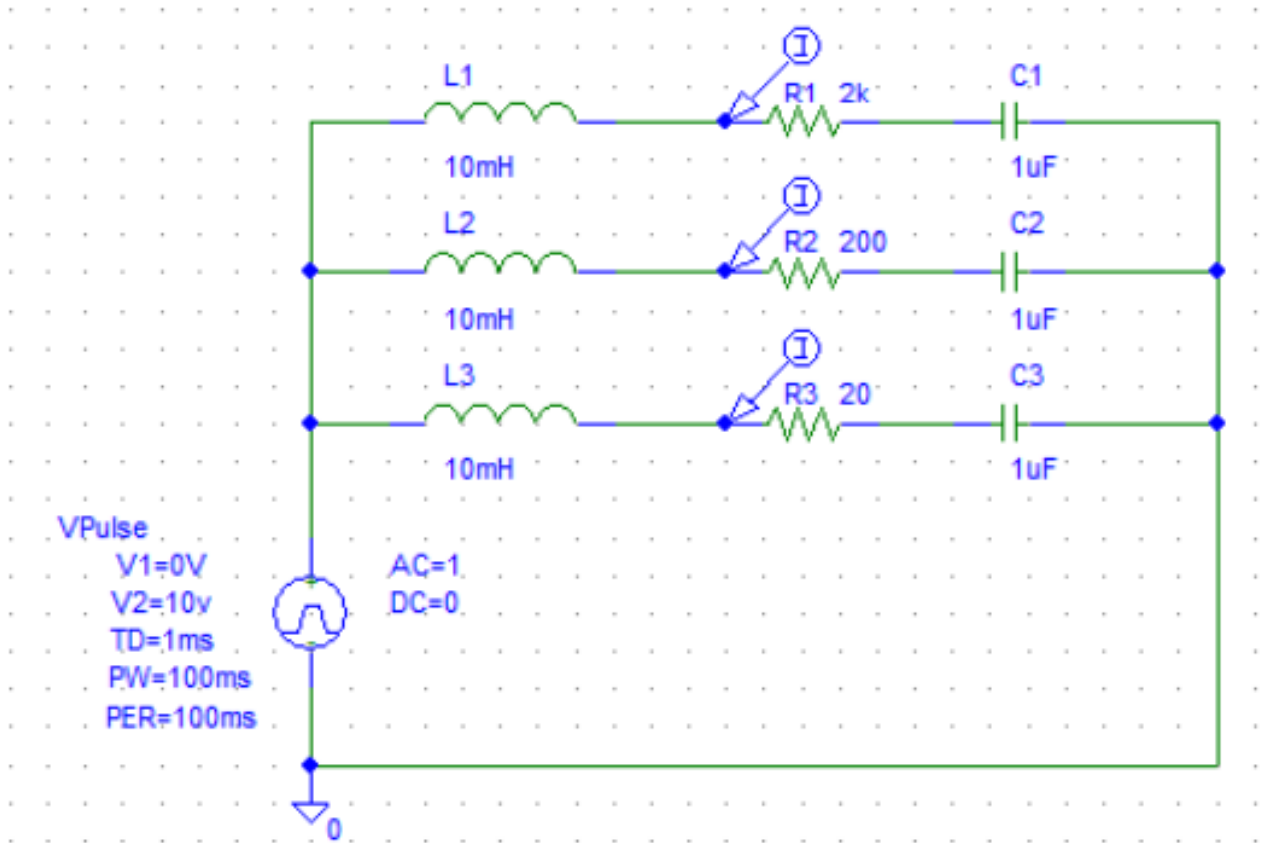 I
L1
R1 2k
C1
10mH
1uF
I
L2
R2 200
C2
10mH
1uF
I
L3
R3 20
C3
10mH
1uF
VPulse
V1=0V
AC=1
V2=10v
DC=0
TD=1ms
PW=100ms
PER=100ms
0